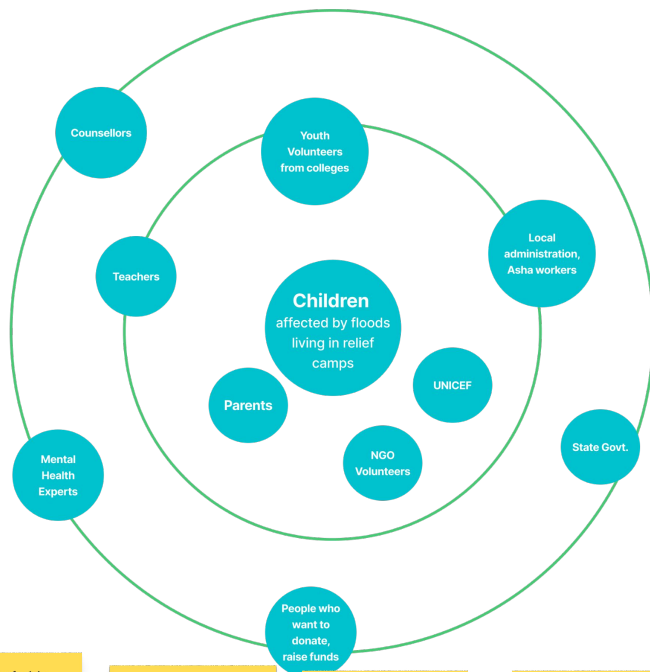 Counsellors
Youth
Volunteers
from colleges
Local
administration,
Asha workers
Teachers
Children
affected by floods
living in relief
camps
Parents
UNICEF
NGO
Volunteers
State Govt.
Mental
Health
Experts
People who
want to
donate,
raise funds